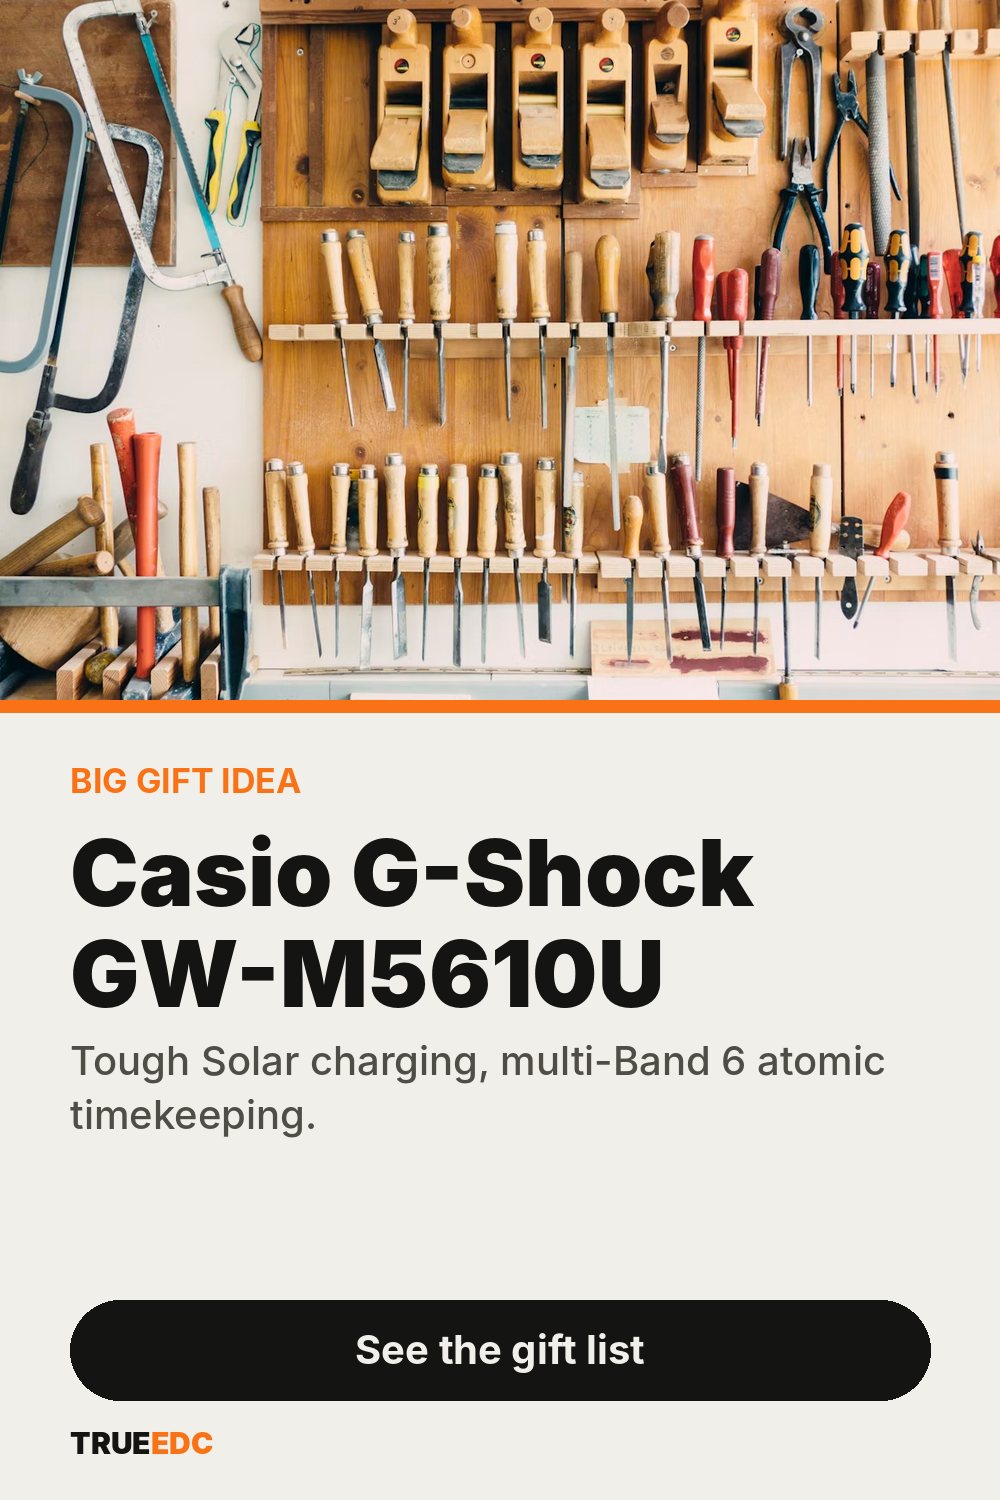 BIG GIFT IDEA
Casio G-Shock
GW-M5610U
Tough Solar charging, multi-Band 6 atomic
timekeeping.
See the gift list
TRUEEDC